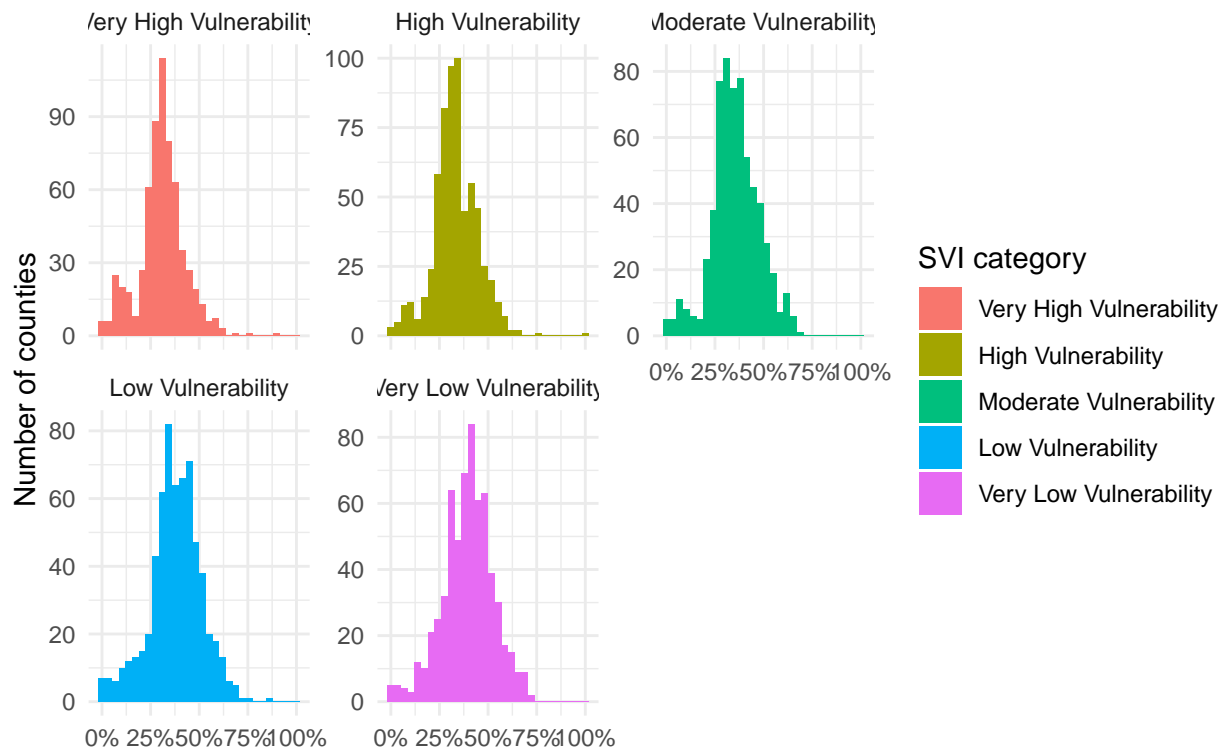 Very High Vulnerability
High Vulnerability
Moderate Vulnerability
90
60
30
0
100
75
50
25
0
80
60
40
20
0
0% 25% 50% 75% 100%
Low Vulnerability
Very Low Vulnerability
80
60
40
20
0
80
60
40
20
0
0% 25% 50% 75% 100%
0% 25% 50% 75% 100%
Number of counties
SVI category
Very High Vulnerability
High Vulnerability
Moderate Vulnerability
Low Vulnerability
Very Low Vulnerability